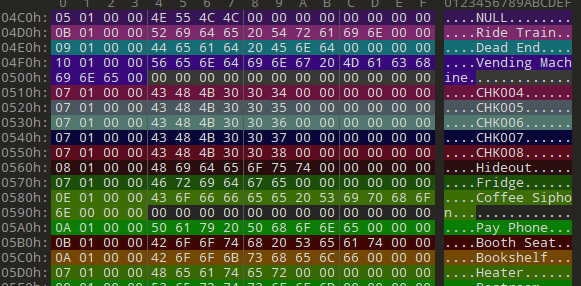 0 1 2 3 4 5 6 7 8 9 A B C D E F 0123456789ABCDEF
04C0h: 05 01 00 00 4E 55 4C 4C 00 00 00 00 00 00 00 00 ....NULL........
04D0h: 0B 01 00 00 52 69 64 65 20 54 72 61 69 6E 00 00 ....Ride Train..
04E0h: 09 01 00 00 44 65 61 64 20 45 6E 64 00 00 00 00 ....Dead End....
04F0h: 10 01 00 00 56 65 6E 64 69 6E 67 20 4D 61 63 68 ....Vending Mach
0500h: 69 6E 65 00 00 00 00 00 00 00 00 00 00 00 00 00 ine.............
0510h: 07 01 00 00 43 48 4B 30 30 34 00 00 00 00 00 00 ....CHK004......
0520h: 07 01 00 00 43 48 4B 30 30 35 00 00 00 00 00 00 ....CHK005......
0530h: 07 01 00 00 43 48 4B 30 30 36 00 00 00 00 00 00 ....CHK006......
0540h: 07 01 00 00 43 48 4B 30 30 37 00 00 00 00 00 00 ....CHK007......
0550h: 07 01 00 00 43 48 4B 30 30 38 00 00 00 00 00 00 ....CHK008......
0560h: 08 01 00 00 48 69 64 65 6F 75 74 00 00 00 00 00 ....Hideout.....
0570h: 07 01 00 00 46 72 69 64 67 65 00 00 00 00 00 00 ....Fridge......
0580h: 0E 01 00 00 43 6F 66 66 65 65 20 53 69 70 68 6F ....Coffee Sipho
0590h: 6E 00 00 00 00 00 00 00 00 00 00 00 00 00 00 00 n...............
05A0h: 0A 01 00 00 50 61 79 20 50 68 6F 6E 65 00 00 00 ....Pay Phone...
05B0h: 0B 01 00 00 42 6F 6F 74 68 20 53 65 61 74 00 00 ....Booth Seat..
05C0h: 0A 01 00 00 42 6F 6F 6B 73 68 65 6C 66 00 00 00 ....Bookshelf...
05D0h: 07 01 00 00 48 65 61 74 65 72 00 00 00 00 00 00 ....Heater......